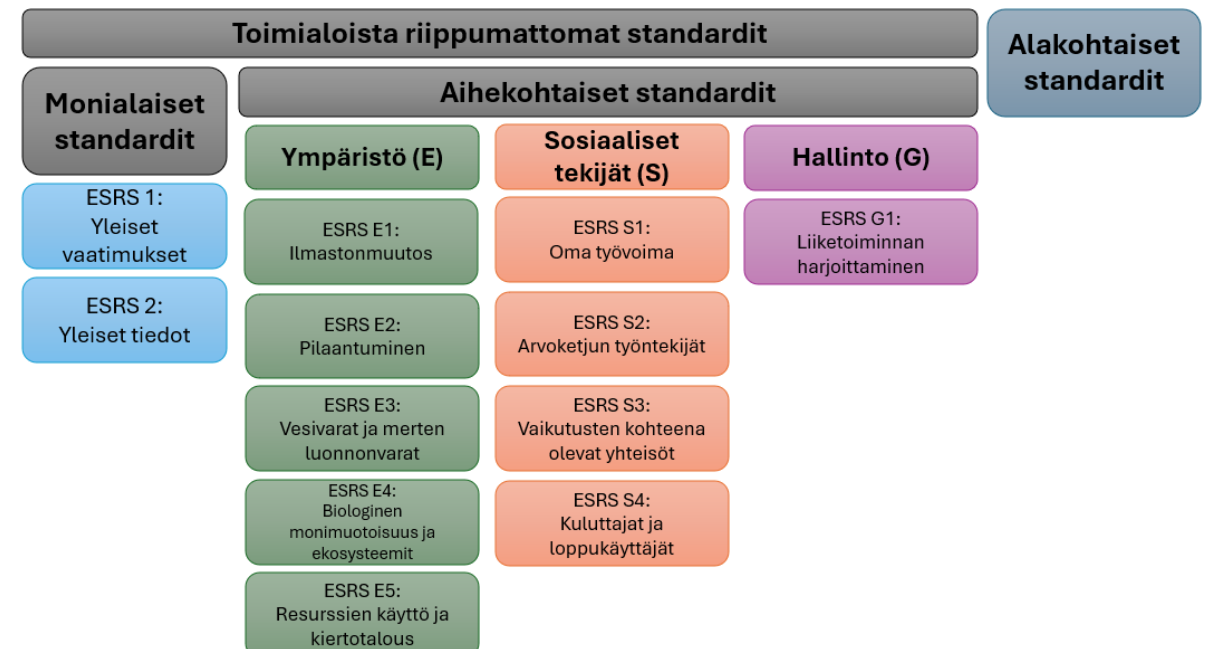 Toimialoista riippumattomat standardit
Alakohtaiset
standardit
Monialaiset
standardit
Aihekohtaiset standardit
Ympäristö (E)
Sosiaaliset
tekijät (S)
Hallinto (G)
ESRS 1:
Yleiset
vaatimukset
ESRS 2:
Yleiset tiedot
ESRS E1:
Ilmastonmuutos
ESRS E2:
Pilaantuminen
ESRS E3:
Vesivarat ja merten
luonnonvarat
ESRS E4:
Biologinen
monimuotoisuus ja
ekosysteemit
ESRS E5:
Resurssien käyttö ja
kiertotalous
ESRS S1:
Oma työvoima
ESRS S2:
Arvoketjun työntekijät
ESRS S3:
Vaikutusten kohteena
olevat yhteisöt
ESRS S4:
Kuluttajat ja
loppukäyttäjät
ESRS G1:
Liiketoiminnan
harjoittaminen